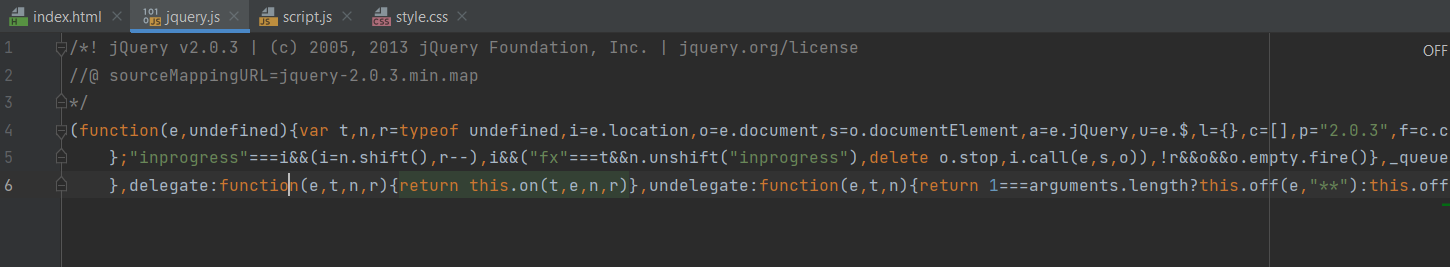 index.html jquery.js script.js style.css
OFF
1 /*! jQuery v2.0.3 | (c) 2005, 2013 jQuery Foundation, Inc. | jquery.org/license
2 //@ sourceMappingURL=jquery-2.0.3.min.map
3 */
4 (function(e,undefined){var t,n,r=typeof undefined,i=e.location,o=e.document,s=o.documentElement,a=e.jQuery,u=e.$,l={},c=[],p="2.0.3",f=c.c
5 };"inprogress"===i&&(i=n.shift(),r--),i&&("fx"===t&&n.unshift("inprogress"),delete o.stop,i.call(e,s,o)),!r&&o&&o.empty.fire()},_queue
6 },delegate:function(e,t,n,r){return this.on(t,e,n,r)},undelegate:function(e,t,n){return 1===arguments.length?this.off(e,"**"):this.off